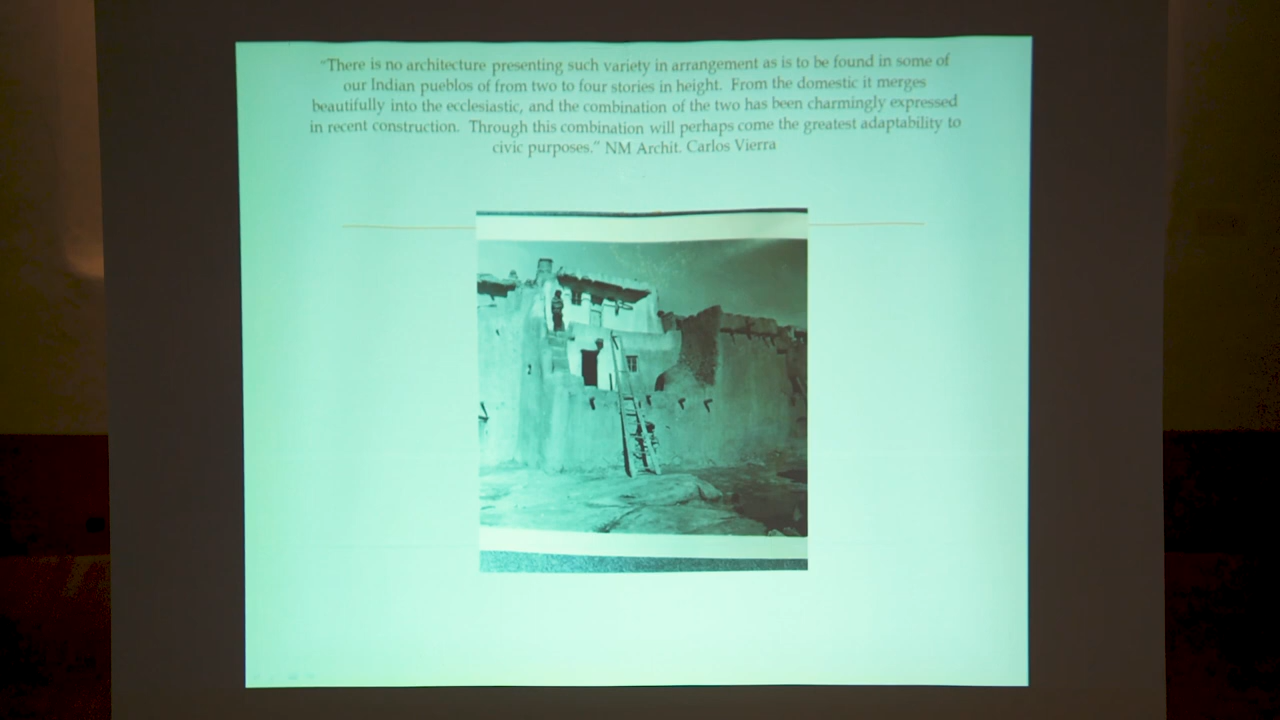 "There is no architecture presenting such variety in arrangement as is to be found in some of
our Indian pueblos of from two to four stories in height. From the domestic it merges
beautifully into the ecclesiastic, and the combination of the two has been charmingly expressed
in recent construction. Through this combination will perhaps come the greatest adaptability to
civic purposes." NM Archit. Carlos Vierra